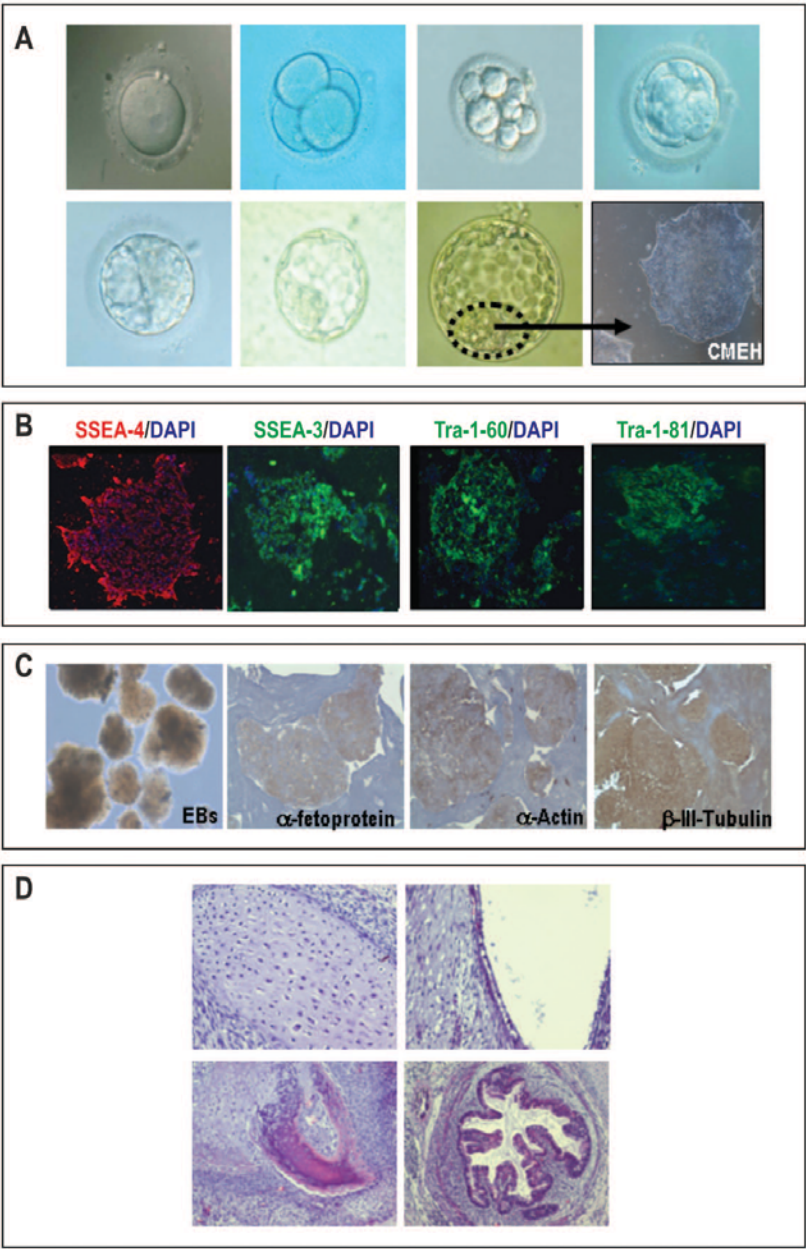 A
CMEH
B
SSEA-4/DAPI SSEA-3/DAPI Tra-1-60/DAPI Tra-1-81/DAPI
C
EBs α-fetoprotein α-Actin β-III-Tubulin
D